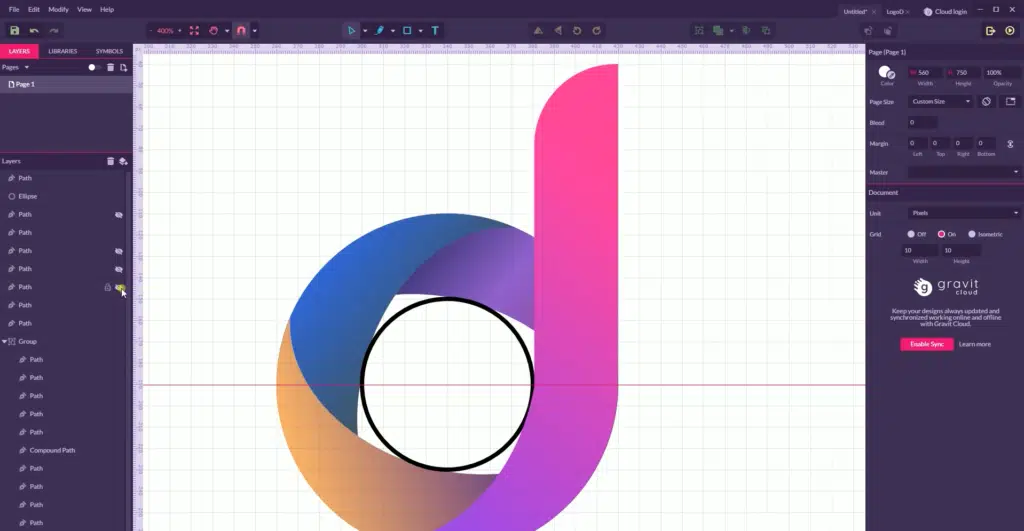 File Edit Modify View Help
Untitled* × LogoD × Cloud login
400%
T
LAYERS LIBRARIES SYMBOLS
Pages
Page 1
Layers
Path
Ellipse
Path
Path
Path
Path
Path
Path
Path
Group
Path
Path
Path
Path
Path
Compound Path
Path
Path
Path
Path
Page [Page 1]
W 560 H 750 100%
Color Width Height Opacity
Page Size Custom Size
Blend 0
Margin 0 0 0 0
Left Top Right Bottom
Master
Document
Unit Pixels
Grid Off On Isometric
10 10
Width Height
gravit
cloud
Keep your designs always updated and
synchronized working online and offline
with Gravit Cloud.
Enable Sync Learn more